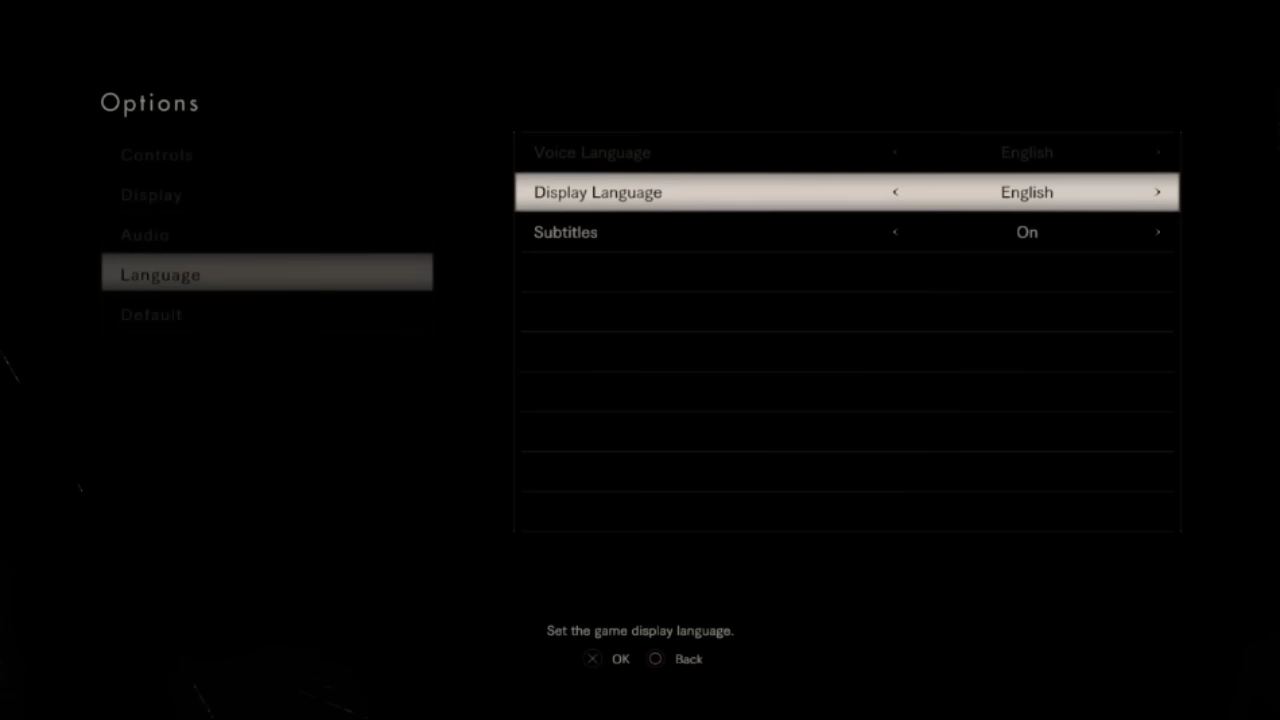 Options
Controls
Display
Audio
Language
Default
Voice Language < English >
Display Language < English >
Subtitles < On >
Set the game display language.
OK Back